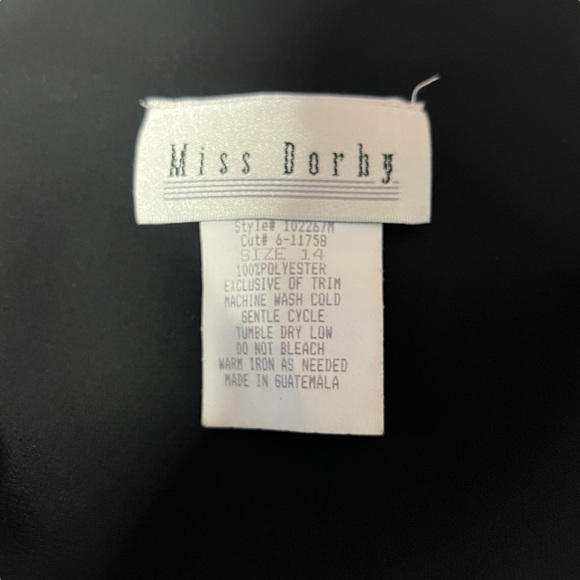 Miss Dorby
Style# 102267M
Cut# 6-11758
SIZE 14
100%POLYESTER
EXCLUSIVE OF TRIM
MACHINE WASH COLD
GENTLE CYCLE
TUMBLE DRY LOW
DO NOT BLEACH
WARM IRON AS NEEDED
MADE IN GUATEMALA